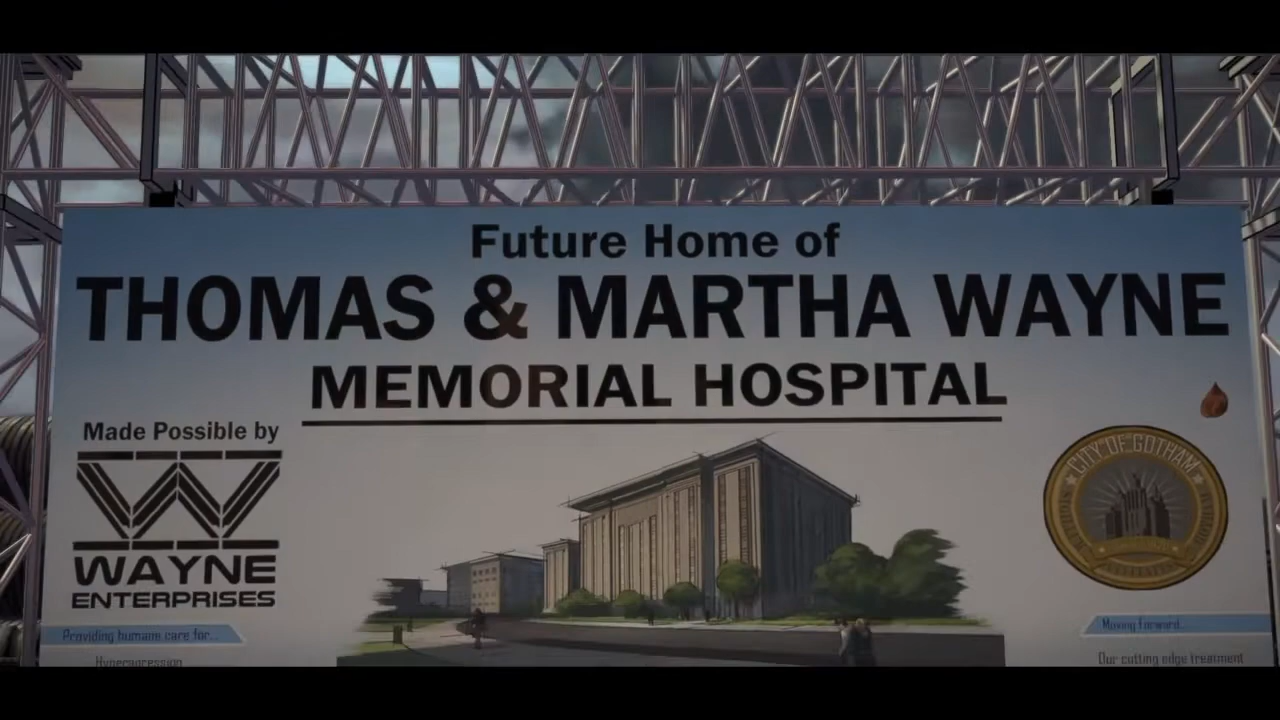 Future Home of
THOMAS & MARTHA WAYNE
MEMORIAL HOSPITAL
Made Possible by
WAYNE
ENTERPRISES
CITY OF GOTHAM
Providing humane care for...
Moving forward...
Hyperagression
Our cutting edge treatment